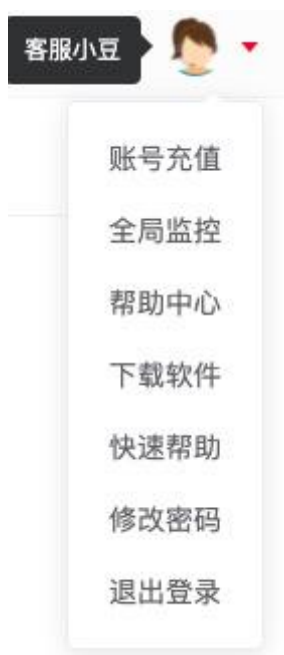 客服小豆
账号充值
全局监控
帮助中心
下载软件
快速帮助
修改密码
退出登录